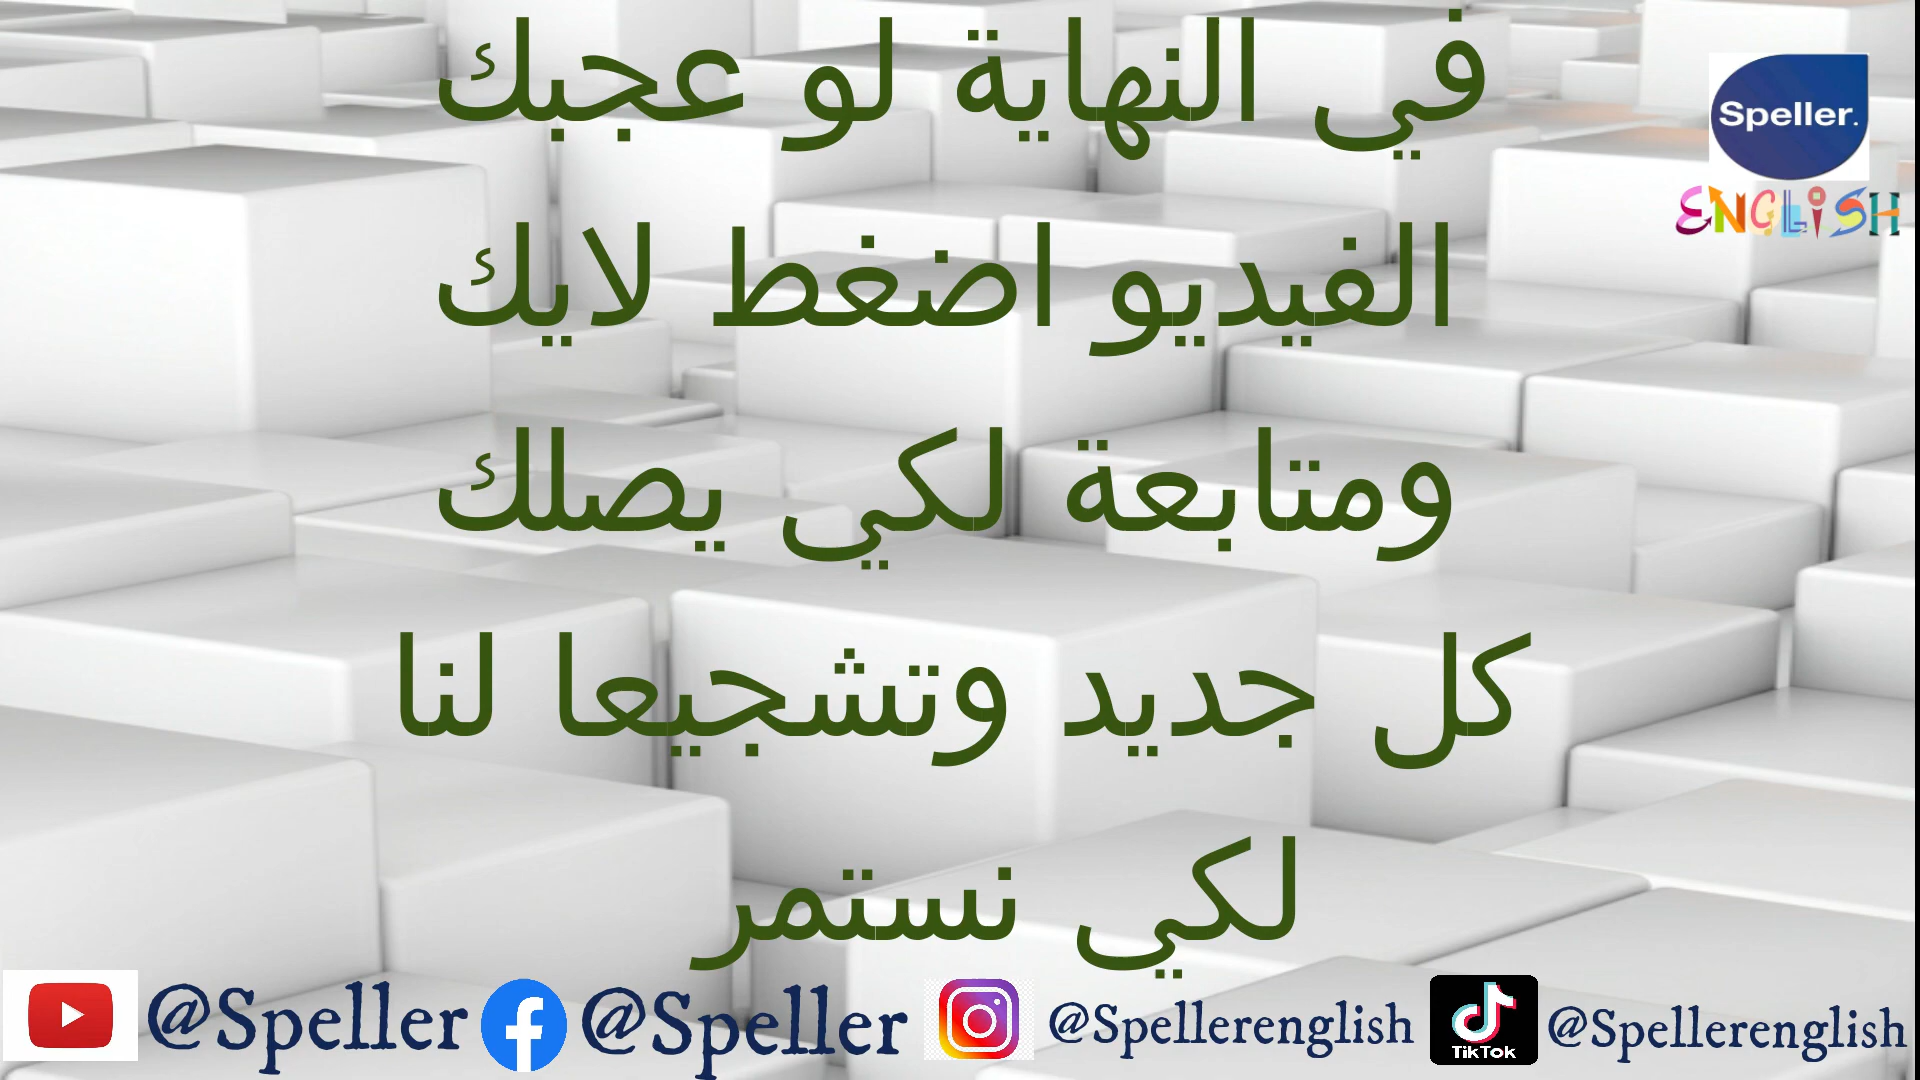 في النهاية لو عجبك
Speller.
ENGLISH
الفيديو اضغط لايك
ومتابعة لكي يصلك
كل جديد وتشجيعا لنا
لكي نستمر
@Speller @Speller @Spellerenglish TikTok @Spellerenglish